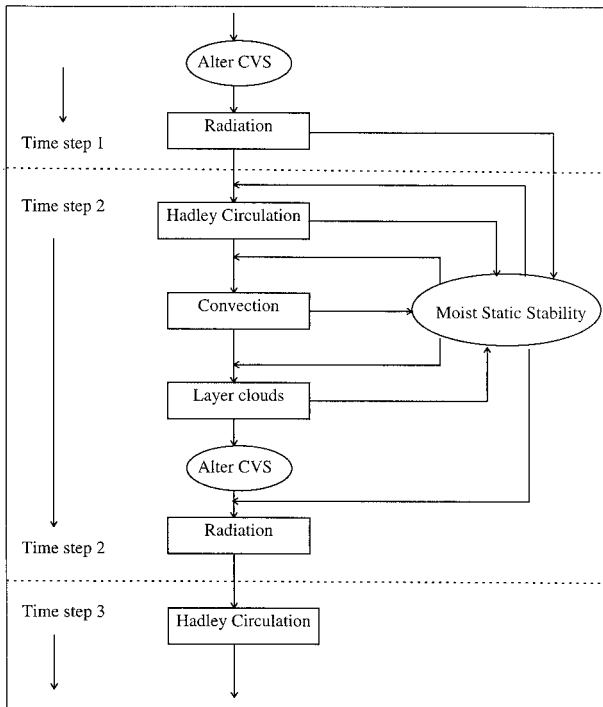 Alter CVS
Radiation
Time step 1
Time step 2
Hadley Circulation
Convection
Moist Static Stability
Layer clouds
Alter CVS
Radiation
Time step 2
Time step 3
Hadley Circulation